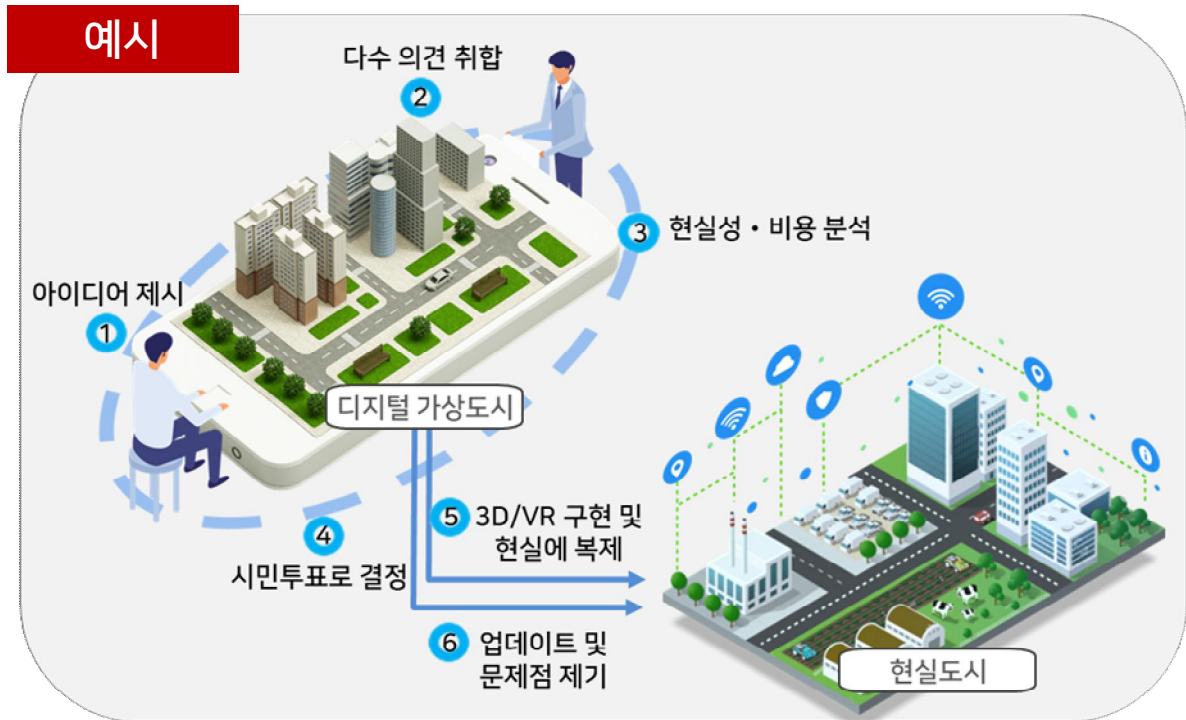 예시
다수 의견 취합
2
3 현실성・비용 분석
아이디어 제시
1
디지털 가상도시
4
시민투표로 결정
5 3D/VR 구현 및
현실에 복제
6 업데이트 및
문제점 제기
현실도시